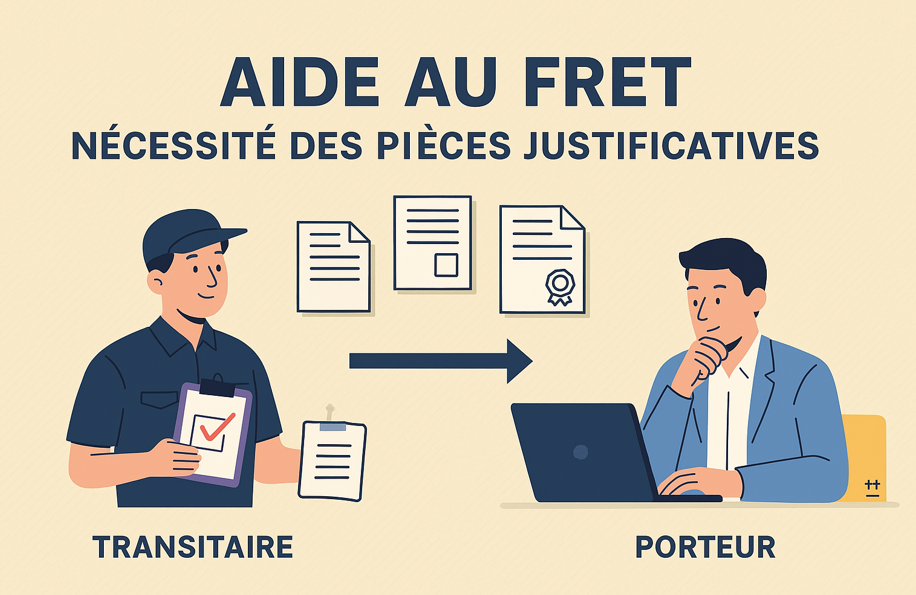 AIDE AU FRET
NÉCESSITÉ DES PIÈCES JUSTIFICATIVES
TRANSITAIRE
PORTEUR